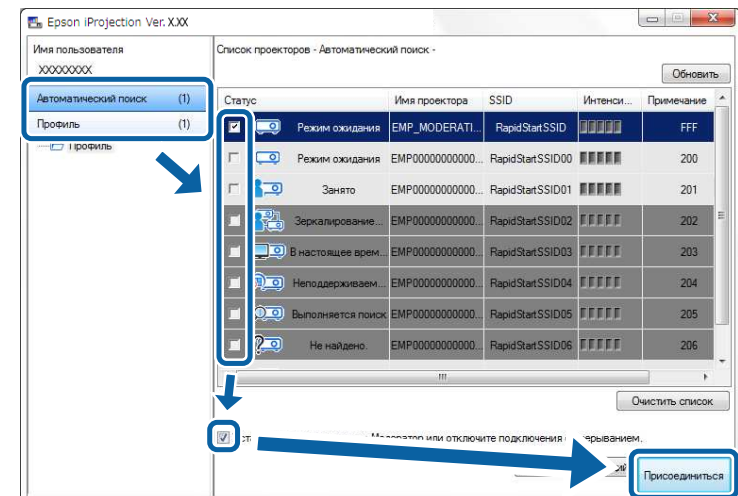 Epson iProjection Ver. X.XX
Имя пользователя
XXXXXXXX
Автоматический поиск (1)
Профиль (1)
Профиль
Список проекторов - Автоматический поиск -
Обновить
Статус Имя проектора SSID Интенси... Примечание
Режим ожидания EMP_MODERATI... RapidStartSSID FFF
Режим ожидания EMP00000000000... RapidStartSSID00 200
Занято EMP00000000000... RapidStartSSID01 201
Зеркалирование... EMP00000000000... RapidStartSSID02 202
В настоящее врем... EMP00000000000... RapidStartSSID03 203
Неподдерживаем... EMP00000000000... RapidStartSSID04 204
Выполняется поиск EMP00000000000... RapidStartSSID05 205
Не найдено. EMP00000000000... RapidStartSSID06 206
Очистить список
или отключите подключения
Присоединиться